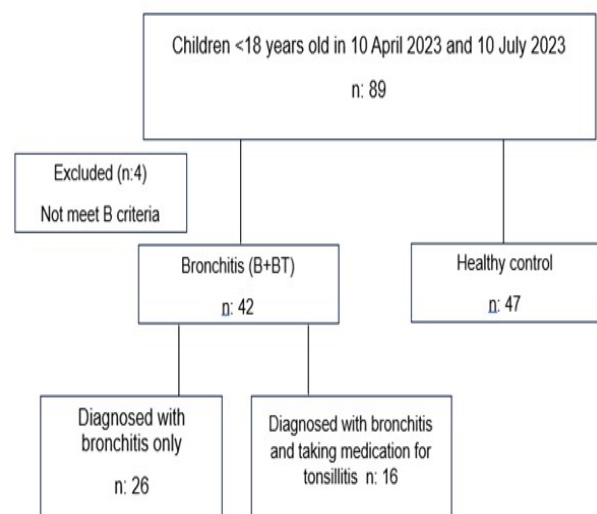 Children <18 years old in 10 April 2023 and 10 July 2023
n: 89
Excluded (n:4)
Not meet B criteria
Bronchitis (B+BT)
n: 42
Healthy control
n: 47
Diagnosed with
bronchitis only
n: 26
Diagnosed with bronchitis
and taking medication for
tonsillitis n: 16